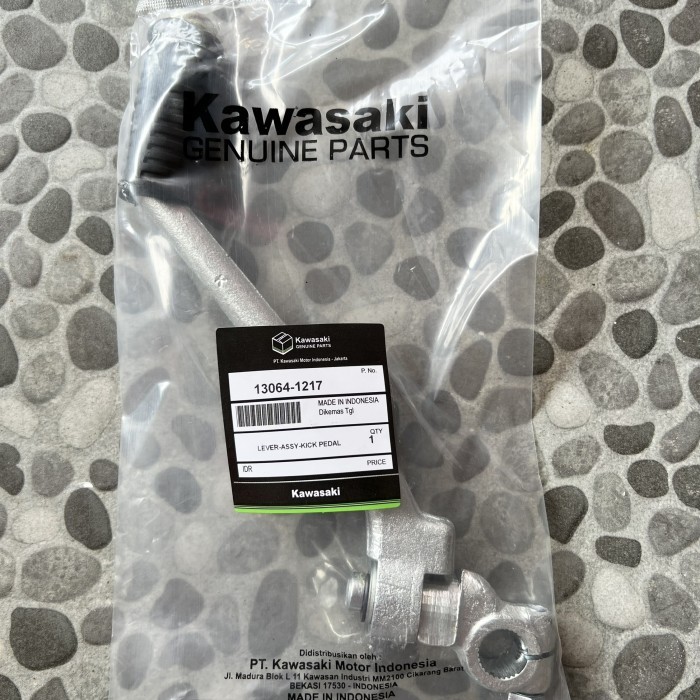 Kawasaki
GENUINE PARTS
K
Kawasaki
GENUINE PARTS
PT. Kawasaki Motor Indonesia - Jakarta
P. No.
13064-1217
MADE IN INDONESIA
Dikemas Tgl
QTY
LEVER-ASSY-KICK PEDAL 1
IDR PRICE
Kawasaki
Didistribusikan oleh
PT. Kawasaki Motor Indonesia
Jl. Madura Blok L 11 Kawasan Industri MM2100 Cikarang Barat
BEKASI 17530 - INDONESIA
MADE IN INDONESIA